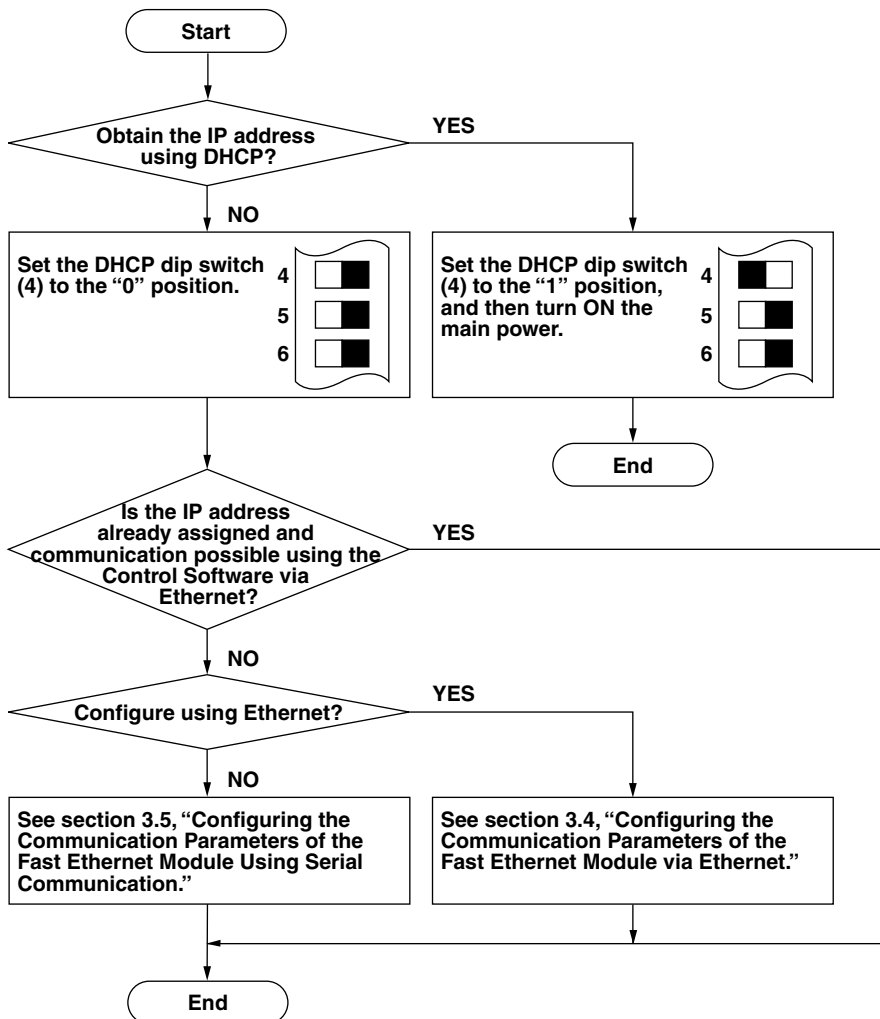 Start
Obtain the IP address
using DHCP?
YES
NO
Set the DHCP dip switch
(4) to the “0” position.
4
5
6
Set the DHCP dip switch
(4) to the “1” position,
and then turn ON the
main power.
4
5
6
End
Is the IP address
already assigned and
communication possible using the
Control Software via
Ethernet?
YES
NO
Configure using Ethernet?
YES
NO
See section 3.5, “Configuring the
Communication Parameters of the
Fast Ethernet Module Using Serial
Communication.”
See section 3.4, “Configuring the
Communication Parameters of the
Fast Ethernet Module via Ethernet.”
End